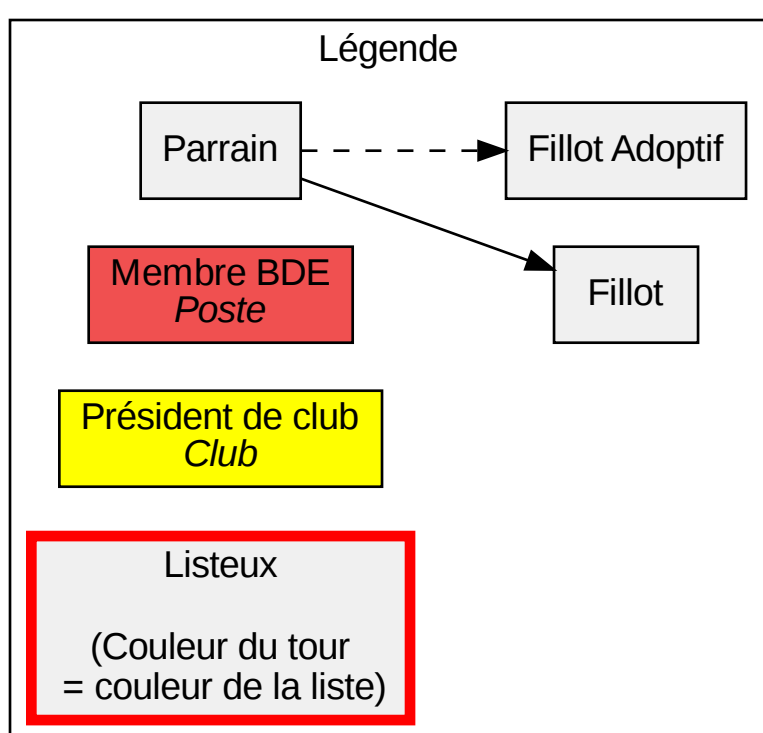 Légende
Parrain
Fillot Adoptif
Membre BDE
Poste
Fillot
Président de club
Club
Listeux
(Couleur du tour
= couleur de la liste)